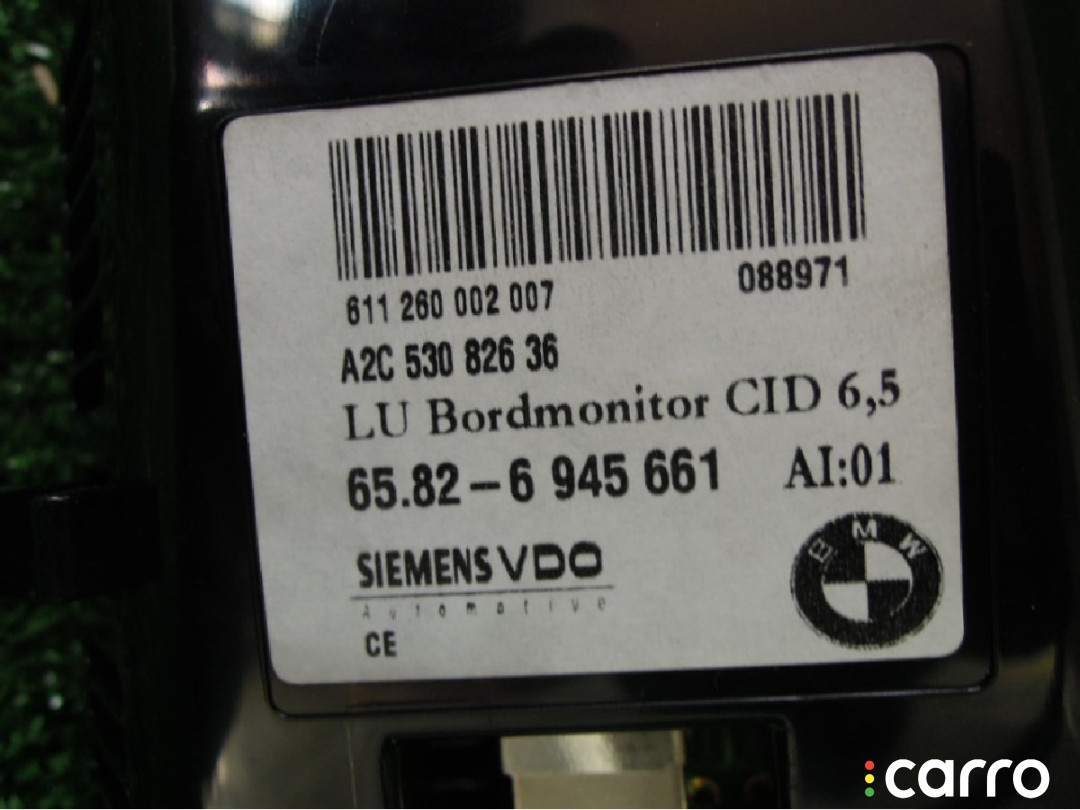 611 260 002 007 088971
A2C 530 826 36
LU Bordmonitor CID 6,5
65.82-6 945 661 AI:01
SIEMENS VDO
Automotive
BMW
CE
carro